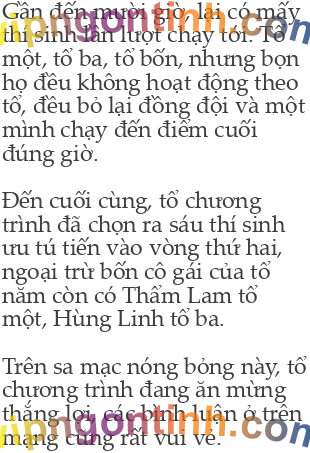 Gần đến mười giờ, lại có mấy
thí sinh lần lượt chạy tới. Tổ
một, tổ ba, tổ bốn, nhưng bọn
họ đều không hoạt động theo
tổ, đều bỏ lại đồng đội và một
mình chạy đến điểm cuối
đúng giờ.
Đến cuối cùng, tổ chương
trình đã chọn ra sáu thí sinh
ưu tú tiến vào vòng thứ hai,
ngoại trừ bốn cô gái của tổ
năm còn có Thẩm Lam tổ
một, Hùng Linh tổ ba.
Trên sa mạc nóng bỏng này, tổ
chương trình đang ăn mừng
thắng lợi, các bình luận ở trên
mạng cũng rất vui vẻ.
vipngontinh.com
vipngontinh.com